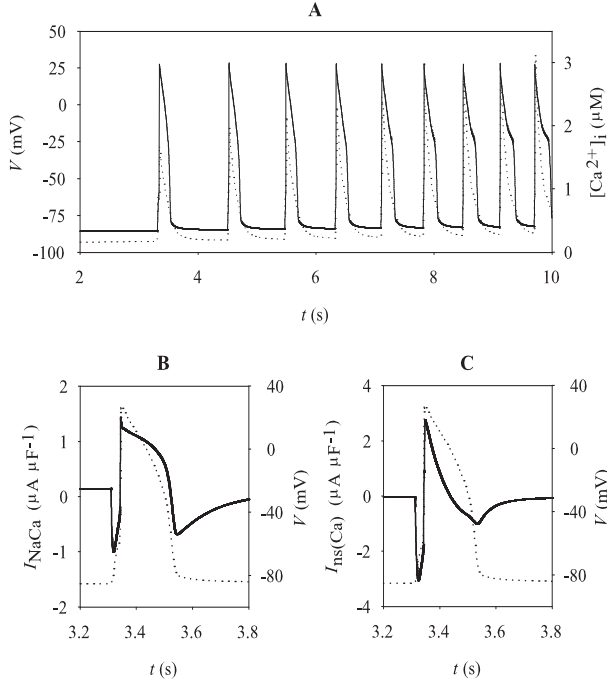 A
50
25
0
-25
-50
-75
-100
V (mV)
3
2
1
0
[Ca2+]i (μM)
2 4 6 8 10
t (s)
B
2
1
0
-1
-2
INaCa (μA μF-1)
40
0
-40
-80
V (mV)
3.2 3.4 3.6 3.8
t (s)
C
4
2
0
-2
-4
Ins(Ca) (μA μF-1)
40
0
-40
-80
V (mV)
3.2 3.4 3.6 3.8
t (s)